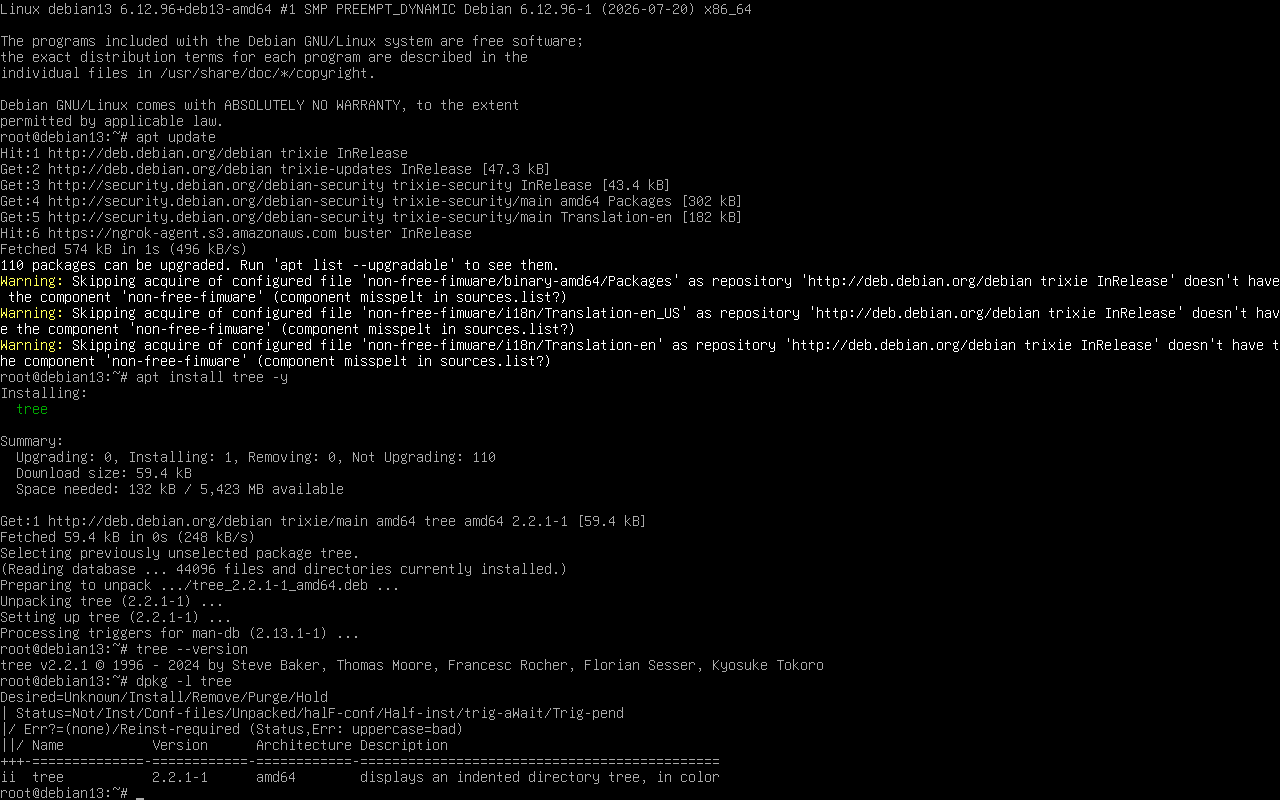 Linux debian13 6.12.96+deb13-amd64 #1 SMP PREEMPT_DYNAMIC Debian 6.12.96-1 (2026-07-20) x86_64

The programs included with the Debian GNU/Linux system are free software;
the exact distribution terms for each program are described in the
individual files in /usr/share/doc/*/copyright.

Debian GNU/Linux comes with ABSOLUTELY NO WARRANTY, to the extent
permitted by applicable law.
root@debian13:~# apt update
Hit:1 http://deb.debian.org/debian trixie InRelease
Get:2 http://deb.debian.org/debian trixie-updates InRelease [47.3 kB]
Get:3 http://security.debian.org/debian-security trixie-security InRelease [43.4 kB]
Get:4 http://security.debian.org/debian-security trixie-security/main amd64 Packages [302 kB]
Get:5 http://security.debian.org/debian-security trixie-security/main Translation-en [182 kB]
Hit:6 https://ngrok-agent.s3.amazonaws.com buster InRelease
Fetched 574 kB in 1s (496 kB/s)
110 packages can be upgraded. Run 'apt list --upgradable' to see them.
Warning: Skipping acquire of configured file 'non-free-fimware/binary-amd64/Packages' as repository 'http://deb.debian.org/debian trixie InRelease' doesn't have
 the component 'non-free-fimware' (component misspelt in sources.list?)
Warning: Skipping acquire of configured file 'non-free-fimware/i18n/Translation-en_US' as repository 'http://deb.debian.org/debian trixie InRelease' doesn't hav
e the component 'non-free-fimware' (component misspelt in sources.list?)
Warning: Skipping acquire of configured file 'non-free-fimware/i18n/Translation-en' as repository 'http://deb.debian.org/debian trixie InRelease' doesn't have t
he component 'non-free-fimware' (component misspelt in sources.list?)
root@debian13:~# apt install tree -y
Installing:
  tree

Summary:
  Upgrading: 0, Installing: 1, Removing: 0, Not Upgrading: 110
  Download size: 59.4 kB
  Space needed: 132 kB / 5,423 MB available

Get:1 http://deb.debian.org/debian trixie/main amd64 tree amd64 2.2.1-1 [59.4 kB]
Fetched 59.4 kB in 0s (248 kB/s)
Selecting previously unselected package tree.
(Reading database ... 44096 files and directories currently installed.)
Preparing to unpack .../tree_2.2.1-1_amd64.deb ...
Unpacking tree (2.2.1-1) ...
Setting up tree (2.2.1-1) ...
Processing triggers for man-db (2.13.1-1) ...
root@debian13:~# tree --version
tree v2.2.1 © 1996 - 2024 by Steve Baker, Thomas Moore, Francesc Rocher, Florian Sesser, Kyosuke Tokoro
root@debian13:~# dpkg -l tree
Desired=Unknown/Install/Remove/Purge/Hold
| Status=Not/Inst/Conf-files/Unpacked/halF-conf/Half-inst/trig-aWait/Trig-pend
|/ Err?=(none)/Reinst-required (Status,Err: uppercase=bad)
||/ Name           Version      Architecture Description
+++-==============-============-============-=============================================
ii  tree           2.2.1-1      amd64        displays an indented directory tree, in color
root@debian13:~# _